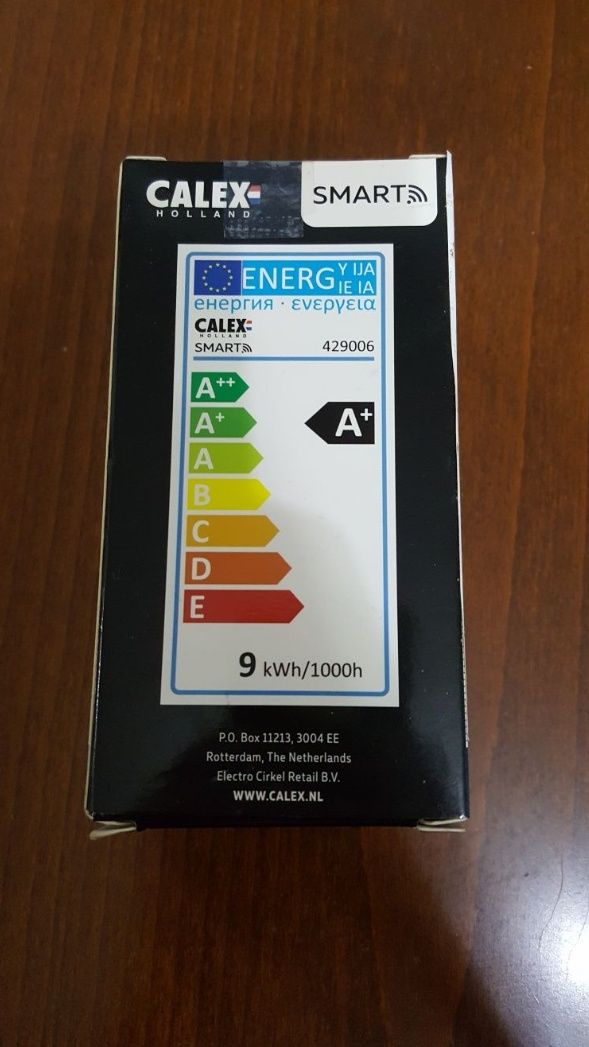 CALEX
HOLLAND
SMART
ENERG Y IJA
IE IA
енергия · ενεργεια
CALEX
HOLLAND
SMART
429006
A++
A+
A+
A
B
C
D
E
9 kWh/1000h
P.O. Box 11213, 3004 EE
Rotterdam, The Netherlands
Electro Cirkel Retail B.V.
WWW.CALEX.NL